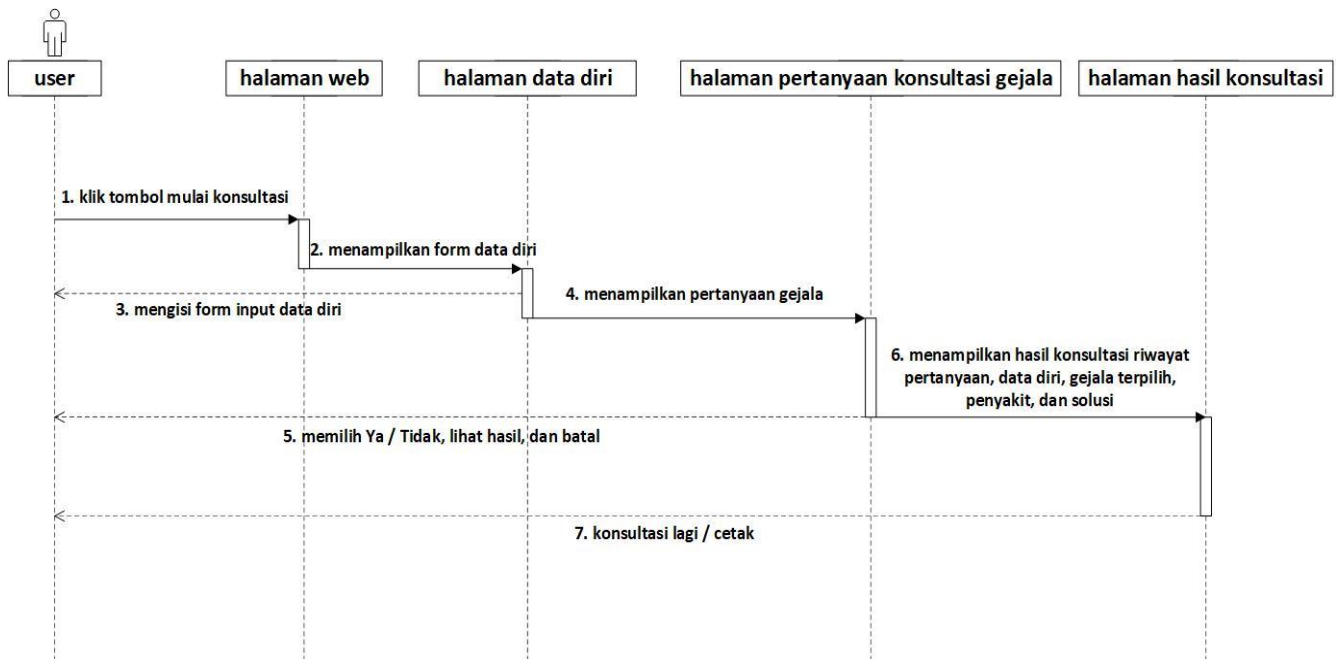 user
halaman web
halaman data diri
halaman pertanyaan konsultasi gejala
halaman hasil konsultasi
1. klik tombol mulai konsultasi
2. menampilkan form data diri
3. mengisi form input data diri
4. menampilkan pertanyaan gejala
6. menampilkan hasil konsultasi riwayat
pertanyaan, data diri, gejala terpilih,
penyakit, dan solusi
5. memilih Ya / Tidak, lihat hasil, dan batal
7. konsultasi lagi / cetak